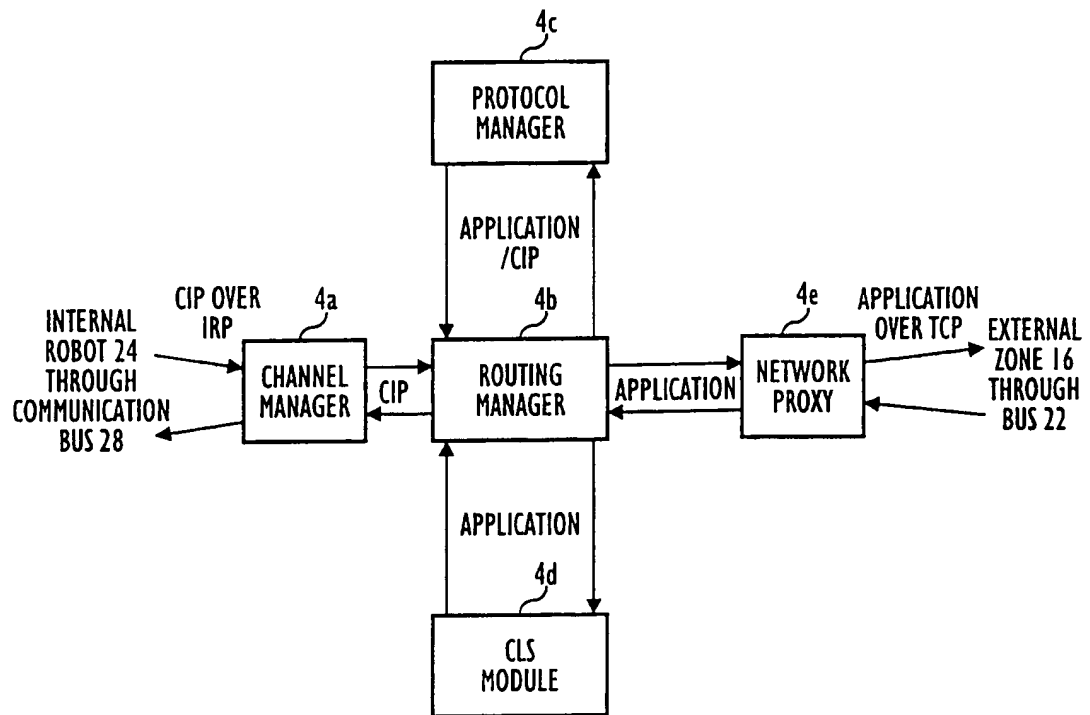 4c
PROTOCOL
MANAGER
APPLICATION
/CIP
CIP OVER
IRP
4a
4b
4e
APPLICATION
OVER TCP
INTERNAL
ROBOT 24
THROUGH
COMMUNICATION
BUS 28
CHANNEL
MANAGER
CIP
ROUTING
MANAGER
APPLICATION
NETWORK
PROXY
EXTERNAL
ZONE 16
THROUGH
BUS 22
APPLICATION
4d
CLS
MODULE